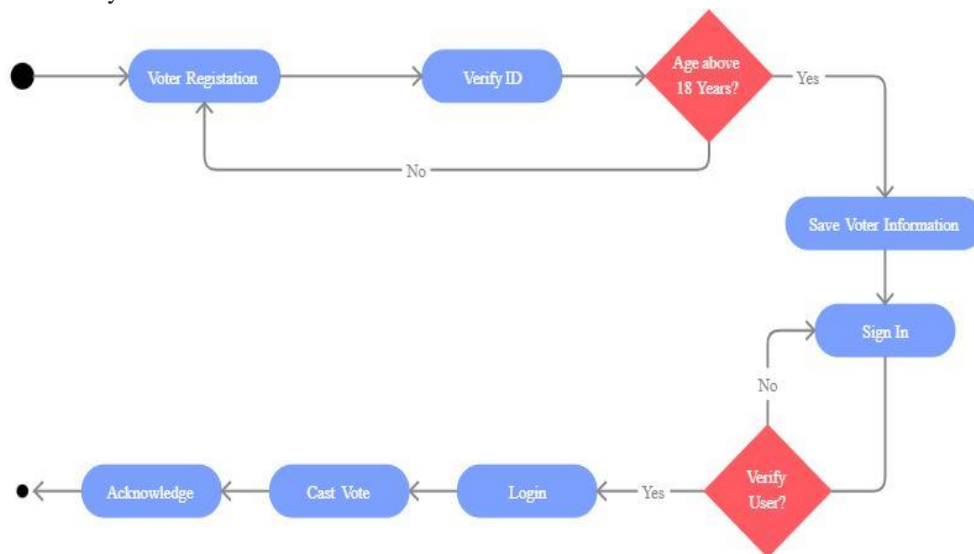 Voter Registation
Verify ID
Age above
18 Years?
Yes
No
Save Voter Information
Sign In
No
Verify
User?
Yes
Login
Cast Vote
Acknowledge